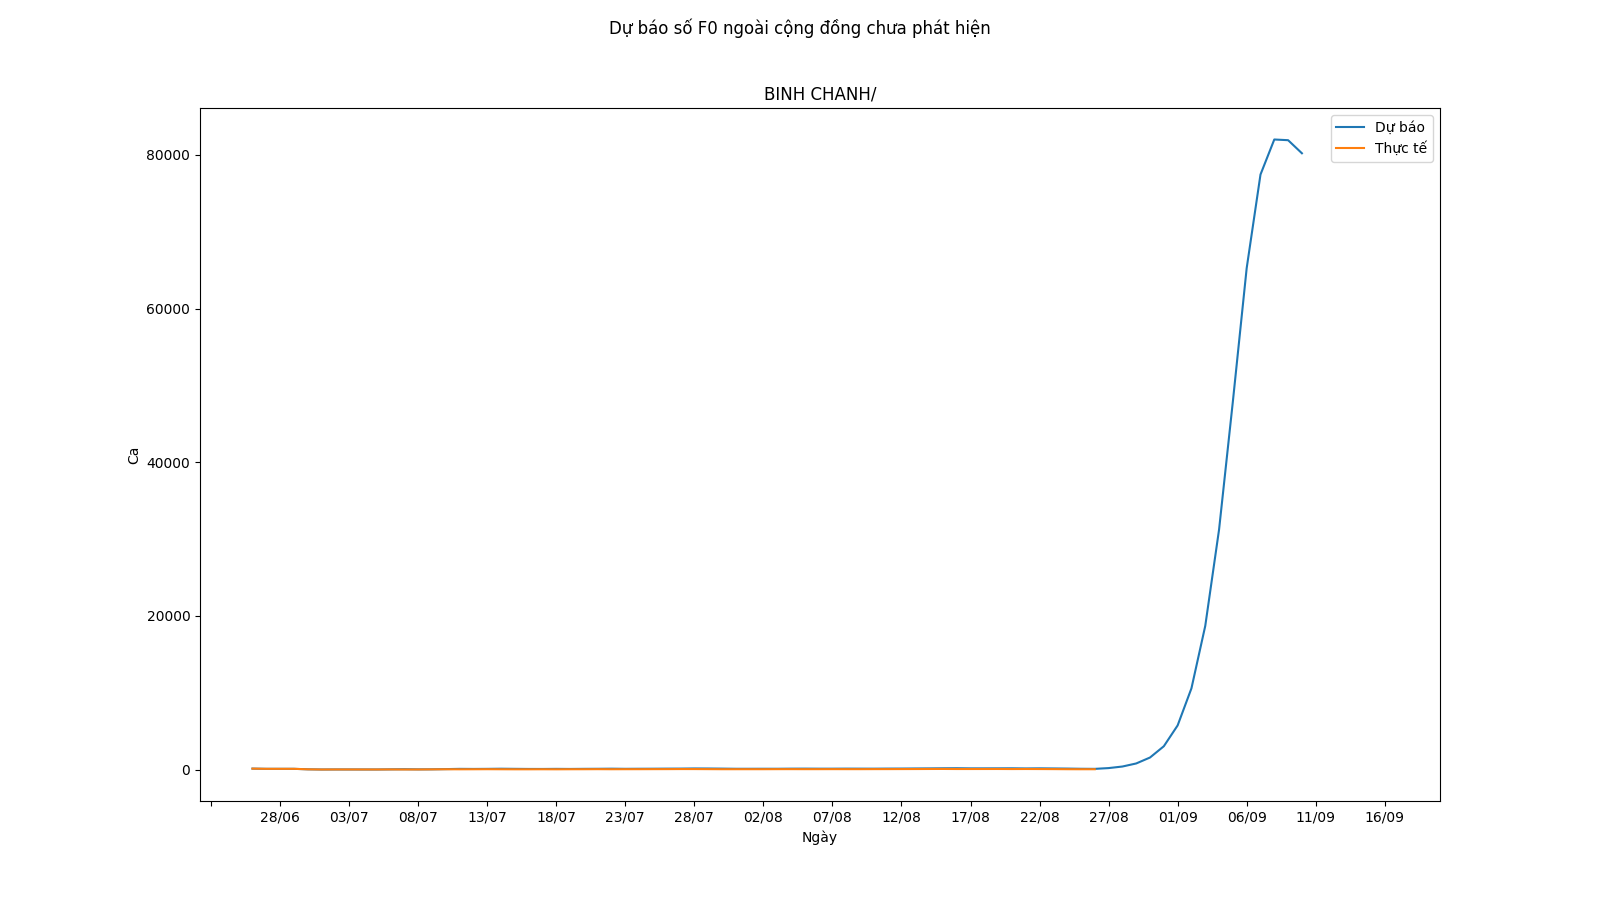 Dự báo số F0 ngoài cộng đồng chưa phát hiện
BINH CHANH/
Dự báo
Thực tế
80000
60000
40000
20000
0
Ca
28/06 03/07 08/07 13/07 18/07 23/07 28/07 02/08 07/08 12/08 17/08 22/08 27/08 01/09 06/09 11/09 16/09
Ngày